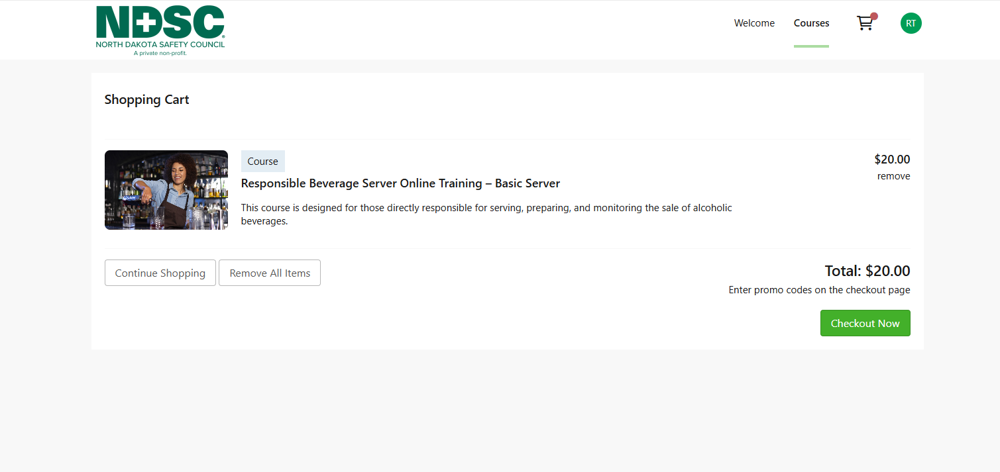 NDSC
NORTH DAKOTA SAFETY COUNCIL
A private non-profit.
Welcome
Courses
RT
Shopping Cart
Course
$20.00
remove
Responsible Beverage Server Online Training – Basic Server
This course is designed for those directly responsible for serving, preparing, and monitoring the sale of alcoholic
beverages.
Continue Shopping
Remove All Items
Total: $20.00
Enter promo codes on the checkout page
Checkout Now